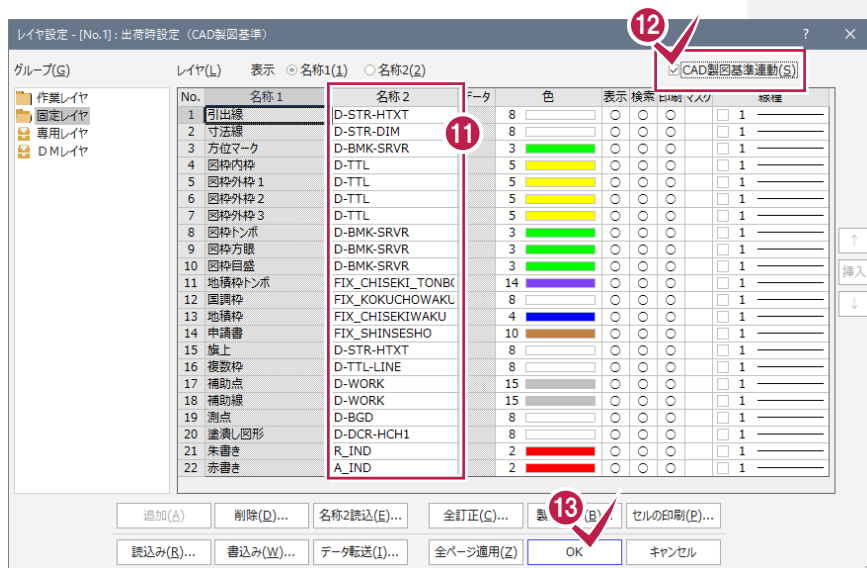 12
レイヤ設定 - [No.1] : 出荷時設定（CAD製図基準） ? ×
グループ(G) レイヤ(L) 表示 名称1(1) 名称2(2) CAD製図基準連動(S)
作業レイヤ
固定レイヤ
専用レイヤ
DMレイヤ
No. 名称1 名称2 データ 色 表示 検索 印刷 マスク 線種
1 引出線 D-STR-HTXT 8 ○ ○ ○ 1
11
2 寸法線 D-STR-DIM 8 ○ ○ ○ 1
3 方位マーク D-BMK-SRVR 3 ○ ○ ○ 1
4 図枠内枠 D-TTL 5 ○ ○ ○ 1
5 図枠外枠1 D-TTL 5 ○ ○ ○ 1
6 図枠外枠2 D-TTL 5 ○ ○ ○ 1
7 図枠外枠3 D-TTL 5 ○ ○ ○ 1
8 図枠トンボ D-BMK-SRVR 3 ○ ○ ○ 1
9 図枠方眼 D-BMK-SRVR 3 ○ ○ ○ 1
10 図枠目盛 D-BMK-SRVR 3 ○ ○ ○ 1
11 地積枠トンボ FIX_CHISEKI_TONBO 14 ○ ○ ○ 1
12 国調枠 FIX_KOKUCHOWAKU 8 ○ ○ ○ 1
13 地積枠 FIX_CHISEKIWAKU 4 ○ ○ ○ 1
14 申請書 FIX_SHINSESHO 10 ○ ○ ○ 1
15 旗上 D-STR-HTXT 8 ○ ○ ○ 1
16 複数枠 D-TTL-LINE 8 ○ ○ ○ 1
17 補助点 D-WORK 15 ○ ○ ○ 1
18 補助線 D-WORK 15 ○ ○ ○ 1
19 測点 D-BGD 8 ○ ○ ○ 1
20 塗潰し図形 D-DCR-HCH1 8 ○ ○ ○ 1
21 朱書き R_IND 2 ○ ○ ○ 1
22 赤書き A_IND 2 ○ ○ ○ 1
↑
挿入
↓
13
追加(A) 削除(D)... 名称2読込(E)... 全訂正(C)... (B)... セルの印刷(P)...
読込み(R)... 書込み(W)... データ転送(I)... 全ページ適用(Z) OK キャンセル